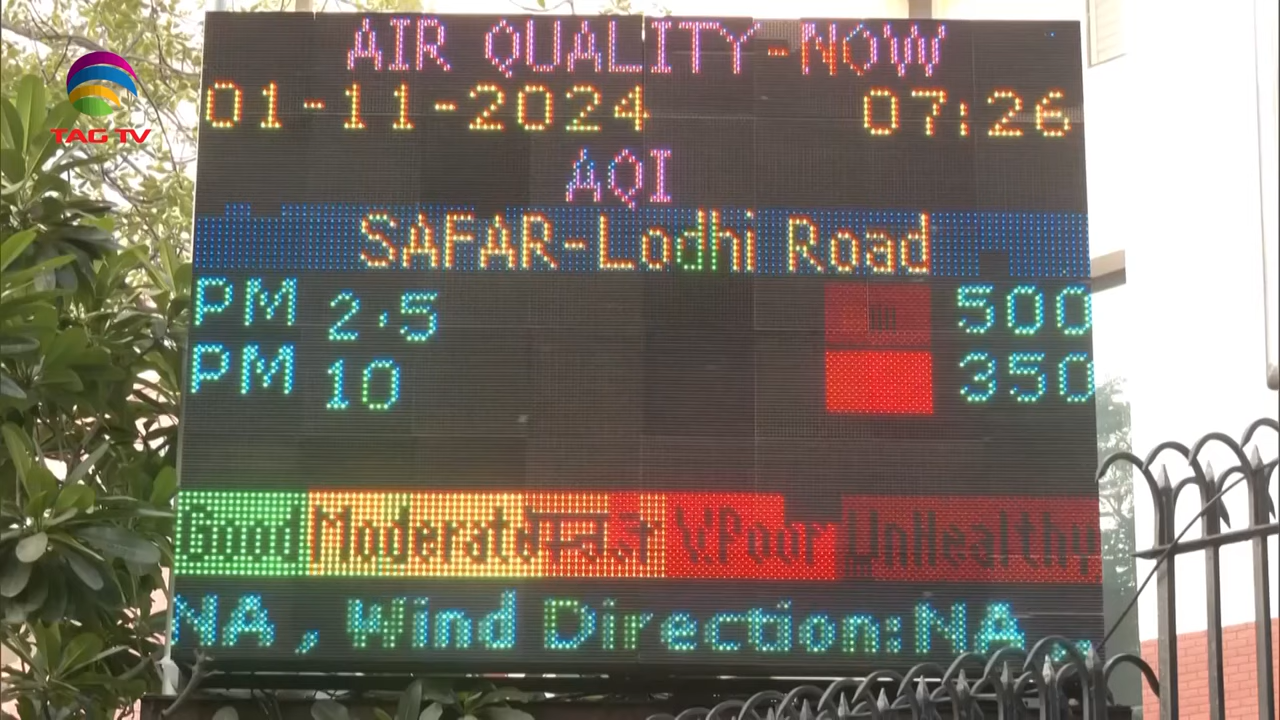 TAG TV
AIR QUALITY-NOW
01-11-2024 07:26
AQI
SAFAR-Lodhi Road
PM 2.5 500
PM 10 350
Good Moderate V.Poor UnHealthy
NA, Wind Direction:NA